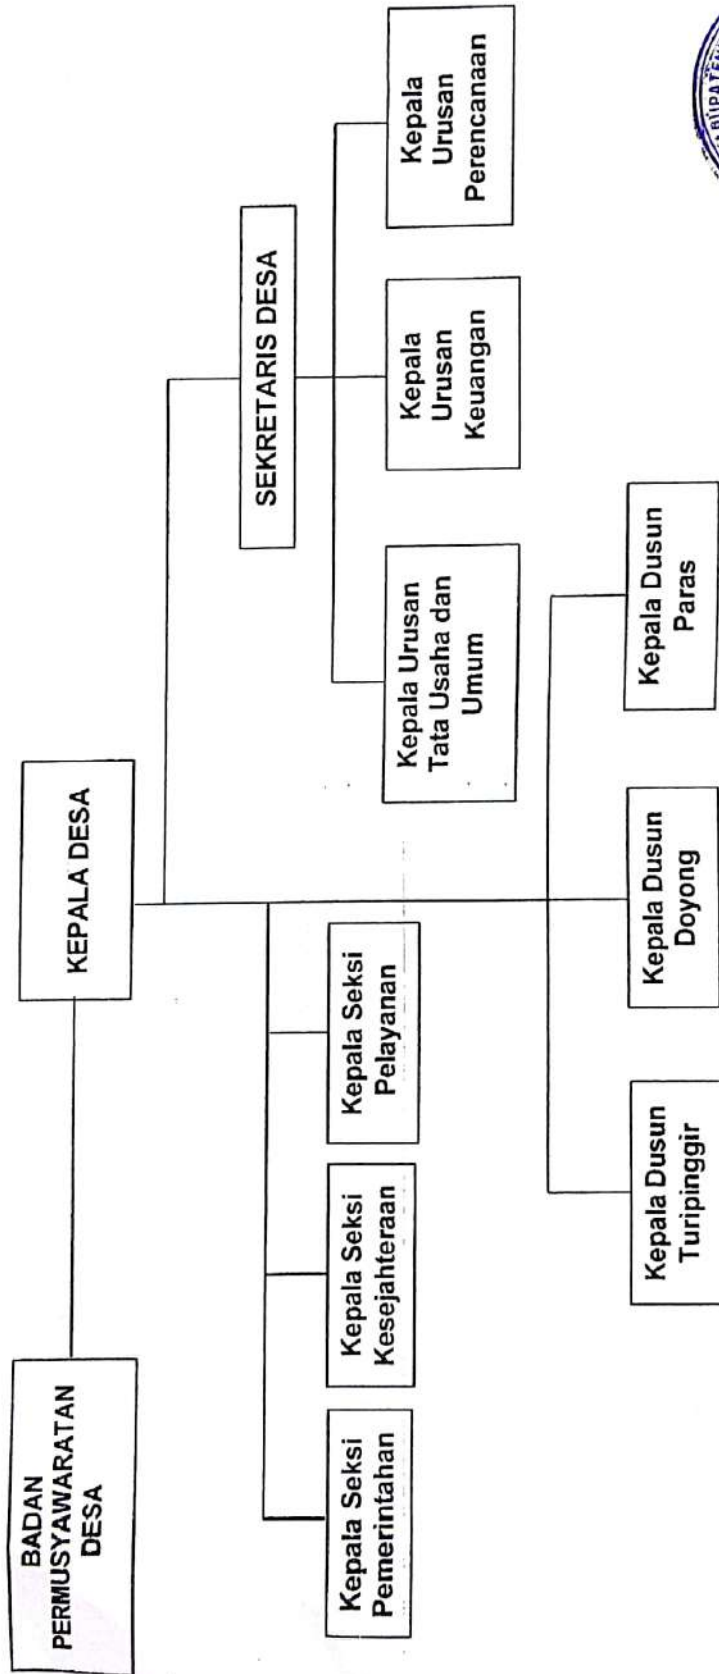 BADAN
PERMUSYAWARATAN
DESA
KEPALA DESA
SEKRETARIS DESA
Kepala Seksi
Pemerintahan
Kepala Seksi
Kesejahteraan
Kepala Seksi
Pelayanan
Kepala Urusan
Tata Usaha dan
Umum
Kepala
Urusan
Keuangan
Kepala
Urusan
Perencanaan
Kepala Dusun
Turipinggir
Kepala Dusun
Doyong
Kepala Dusun
Paras